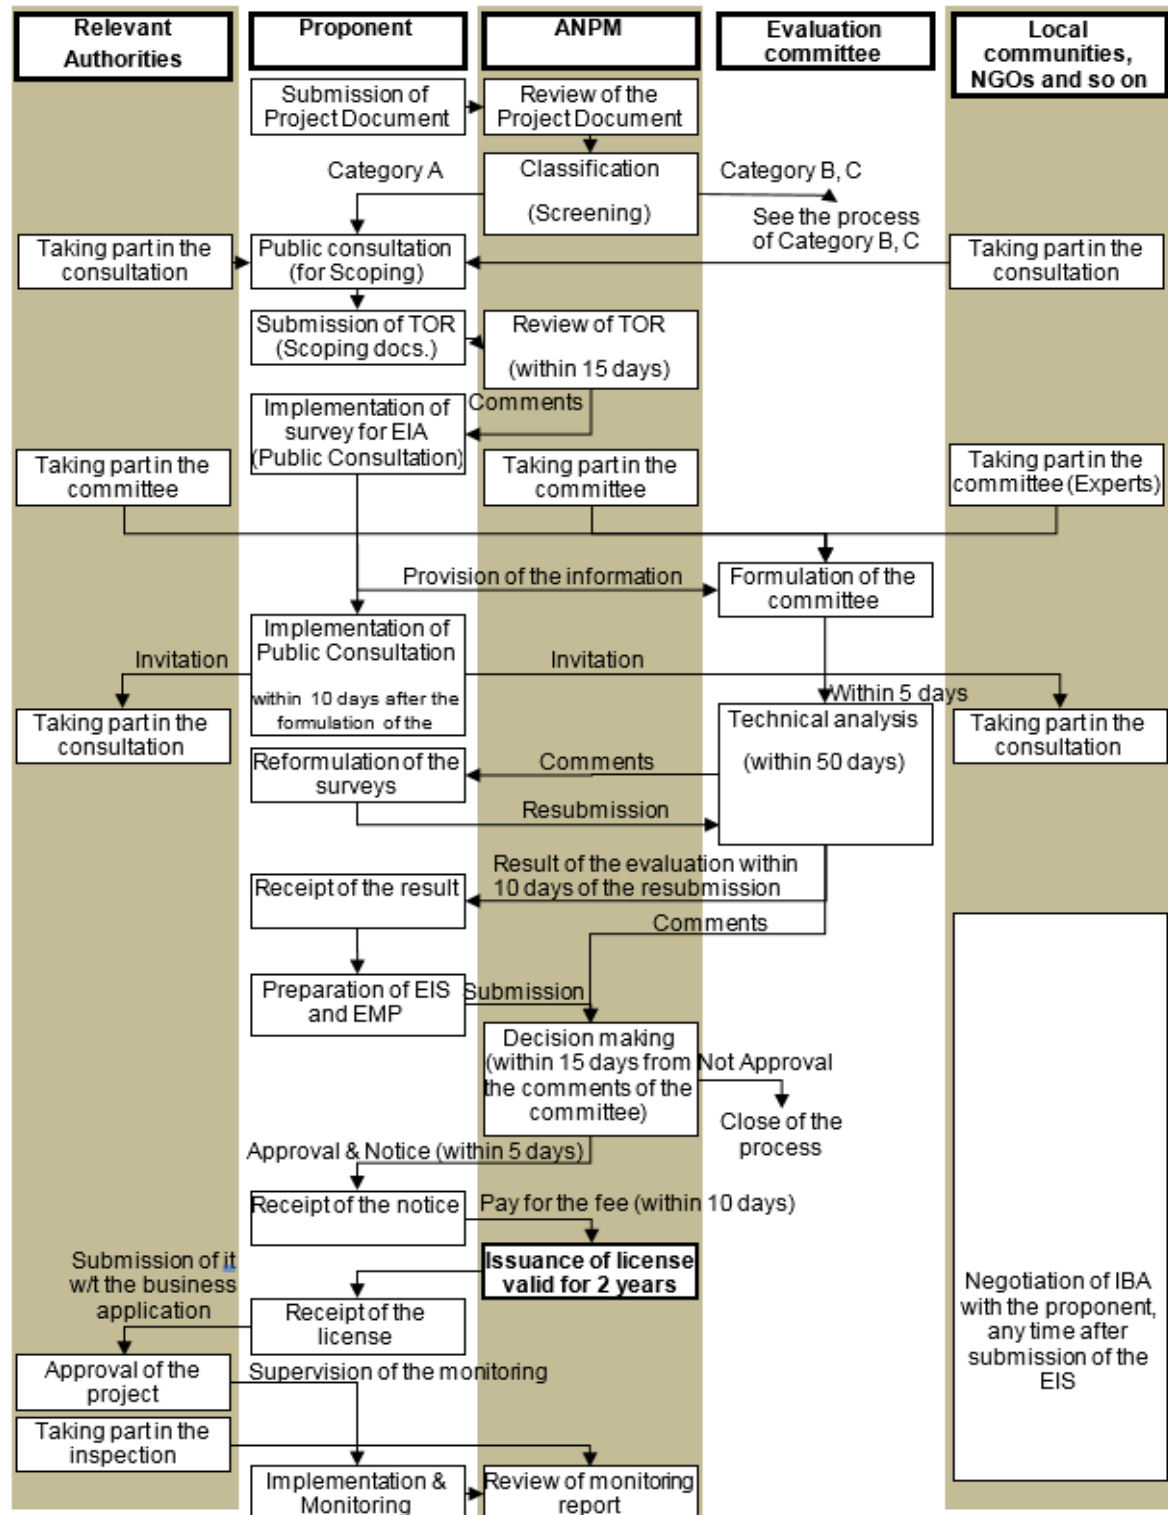 Relevant
Authorities
Proponent
ANPM
Evaluation
committee
Local
communities,
NGOs and so on
Submission of
Project Document
Review of the
Project Document
Category A
Classification
(Screening)
Category B, C
See the process
of Category B, C
Taking part in the
consultation
Public consultation
(for Scoping)
Taking part in the
consultation
Submission of TOR
(Scoping docs.)
Review of TOR
(within 15 days)
Comments
Implementation of
survey for EIA
(Public Consultation)
Taking part in the
committee
Taking part in the
committee
Taking part in the
committee (Experts)
Provision of the information
Formulation of the
committee
Implementation of
Public Consultation
within 10 days after the
formulation of the
Invitation
Invitation
Within 5 days
Taking part in the
consultation
Technical analysis
(within 50 days)
Taking part in the
consultation
Reformulation of the
surveys
Comments
Resubmission
Result of the evaluation within
10 days of the resubmission
Receipt of the result
Comments
Preparation of EIS
and EMP
Submission
Decision making
(within 15 days from
the comments of the
committee)
Not Approval
Close of the
process
Approval & Notice (within 5 days)
Receipt of the notice
Pay for the fee (within 10 days)
Issuance of license
valid for 2 years
Submission of it
w/t the business
application
Receipt of the
license
Negotiation of IBA
with the proponent,
any time after
submission of the
EIS
Approval of the
project
Supervision of the monitoring
Taking part in the
inspection
Implementation &
Monitoring
Review of monitoring
report